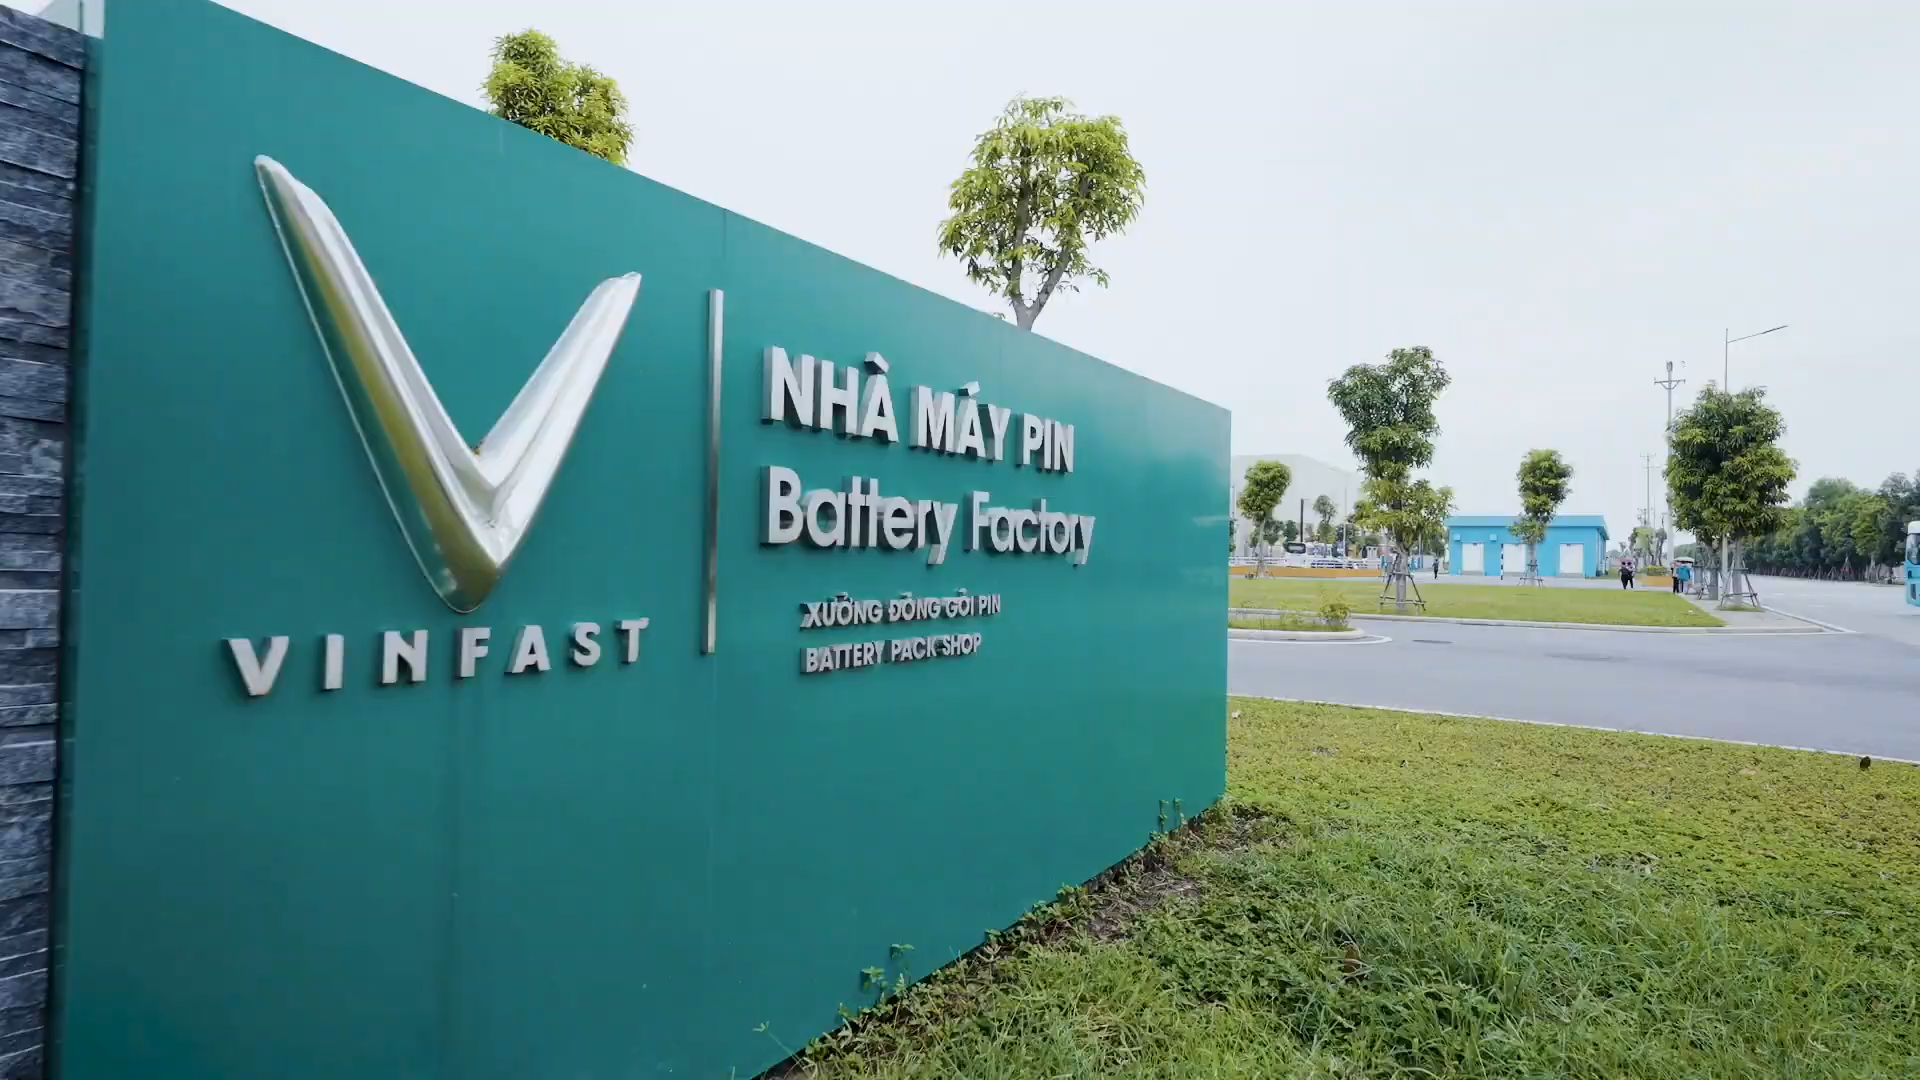 VINFAST
NHÀ MÁY PIN
Battery Factory
XƯỞNG ĐÓNG GÓI PIN
BATTERY PACK SHOP